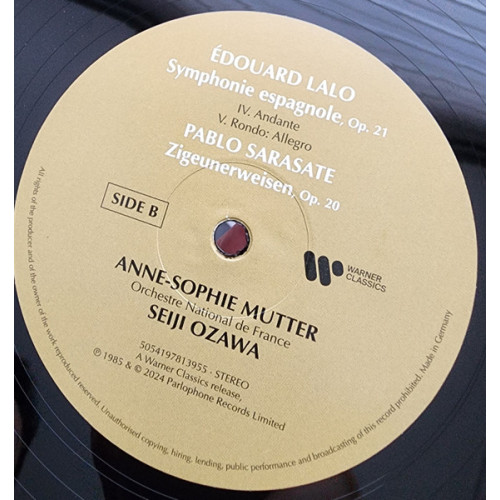 ÉDOUARD LALO
Symphonie espagnole, Op. 21
IV. Andante
V. Rondo: Allegro
PABLO SARASATE
Zigeunerweisen, Op. 20
SIDE B
WARNER
CLASSICS
ANNE-SOPHIE MUTTER
Orchestre National de France
SEIJI OZAWA
5054197813955 · STEREO
A Warner Classics release,
℗ 1985 & © 2024 Parlophone Records Limited
All rights of the producer and of the owner of the work reproduced reserved. Unauthorised copying, hiring, lending, public performance and broadcasting of this record prohibited. Made in Germany